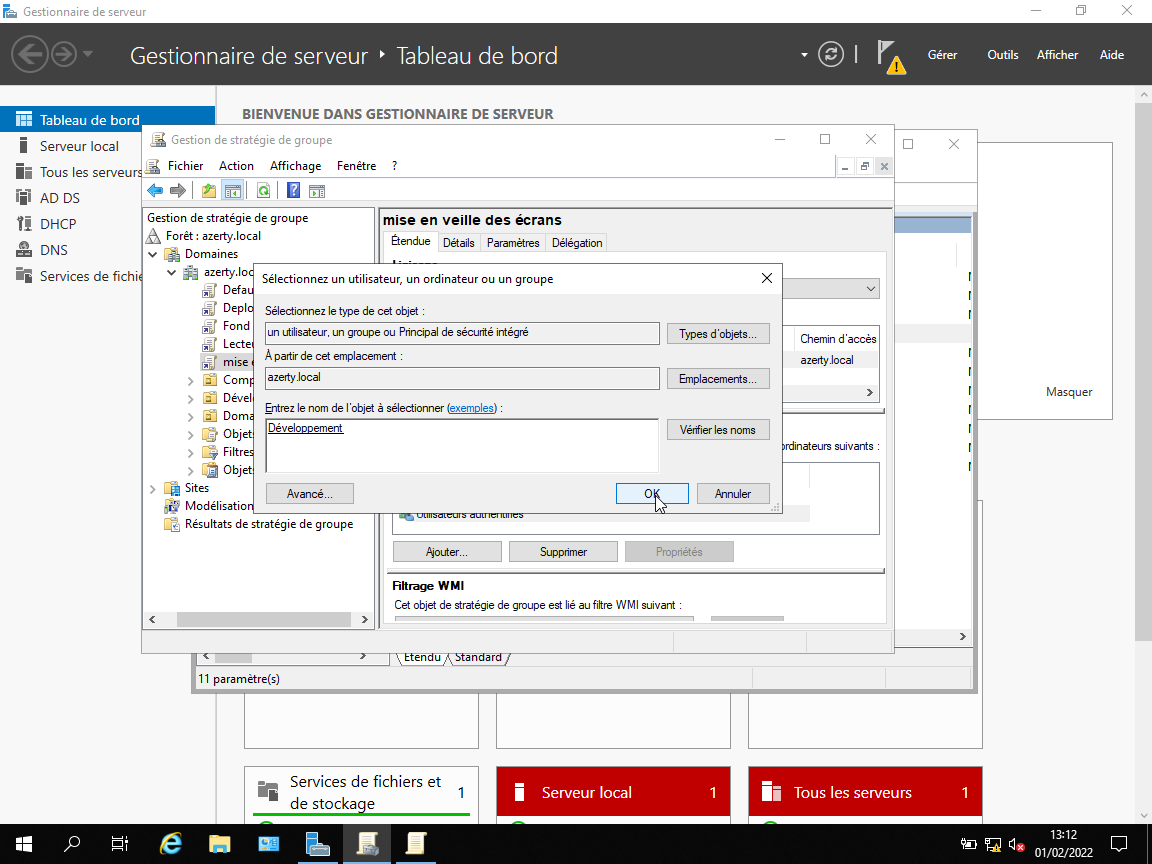 Gestionnaire de serveur
Gestionnaire de serveur ‣ Tableau de bord
Gérer
Outils
Afficher
Aide
Tableau de bord
Serveur local
Tous les serveurs
AD DS
DHCP
DNS
Services de fichie
BIENVENUE DANS GESTIONNAIRE DE SERVEUR
Gestion de stratégie de groupe
Fichier
Action
Affichage
Fenêtre
?
Gestion de stratégie de groupe
Forêt : azerty.local
Domaines
azerty.loc
Defau
Deplo
Fond
Lecte
mise
Comp
Dével
Doma
Objet
Filtres
Objet
Sites
Modélisation
Résultats de stratégie de groupe
mise en veille des écrans
Étendue
Détails
Paramètres
Délégation
Chemin d'accès
azerty.local
ordinateurs suivants :
Utilisateurs authentifiés
Ajouter...
Supprimer
Propriétés
Filtrage WMI
Cet objet de stratégie de groupe est lié au filtre WMI suivant :
Sélectionnez un utilisateur, un ordinateur ou un groupe
Sélectionnez le type de cet objet :
un utilisateur, un groupe ou Principal de sécurité intégré
Types d'objets...
À partir de cet emplacement :
azerty.local
Emplacements...
Entrez le nom de l'objet à sélectionner (exemples) :
Développement
Vérifier les noms
Avancé...
OK
Annuler
Masquer
Étendu
Standard
11 paramètre(s)
Services de fichiers et
de stockage
1
Serveur local
1
Tous les serveurs
1
13:12
01/02/2022